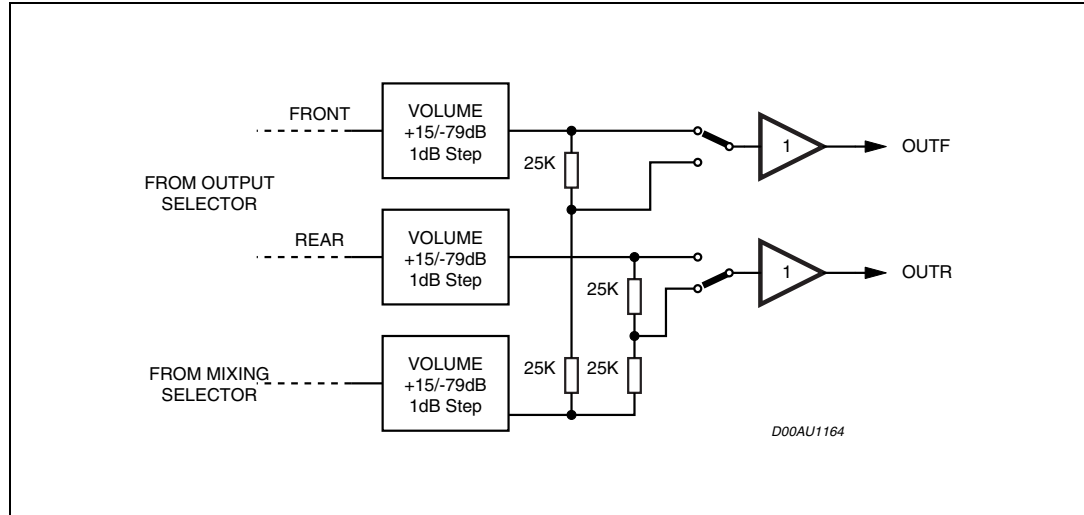 FRONT
VOLUME
+15/-79dB
1dB Step
25K
1
OUTF
FROM OUTPUT
SELECTOR
REAR
VOLUME
+15/-79dB
1dB Step
25K
1
OUTR
FROM MIXING
SELECTOR
VOLUME
+15/-79dB
1dB Step
25K
25K
D00AU1164